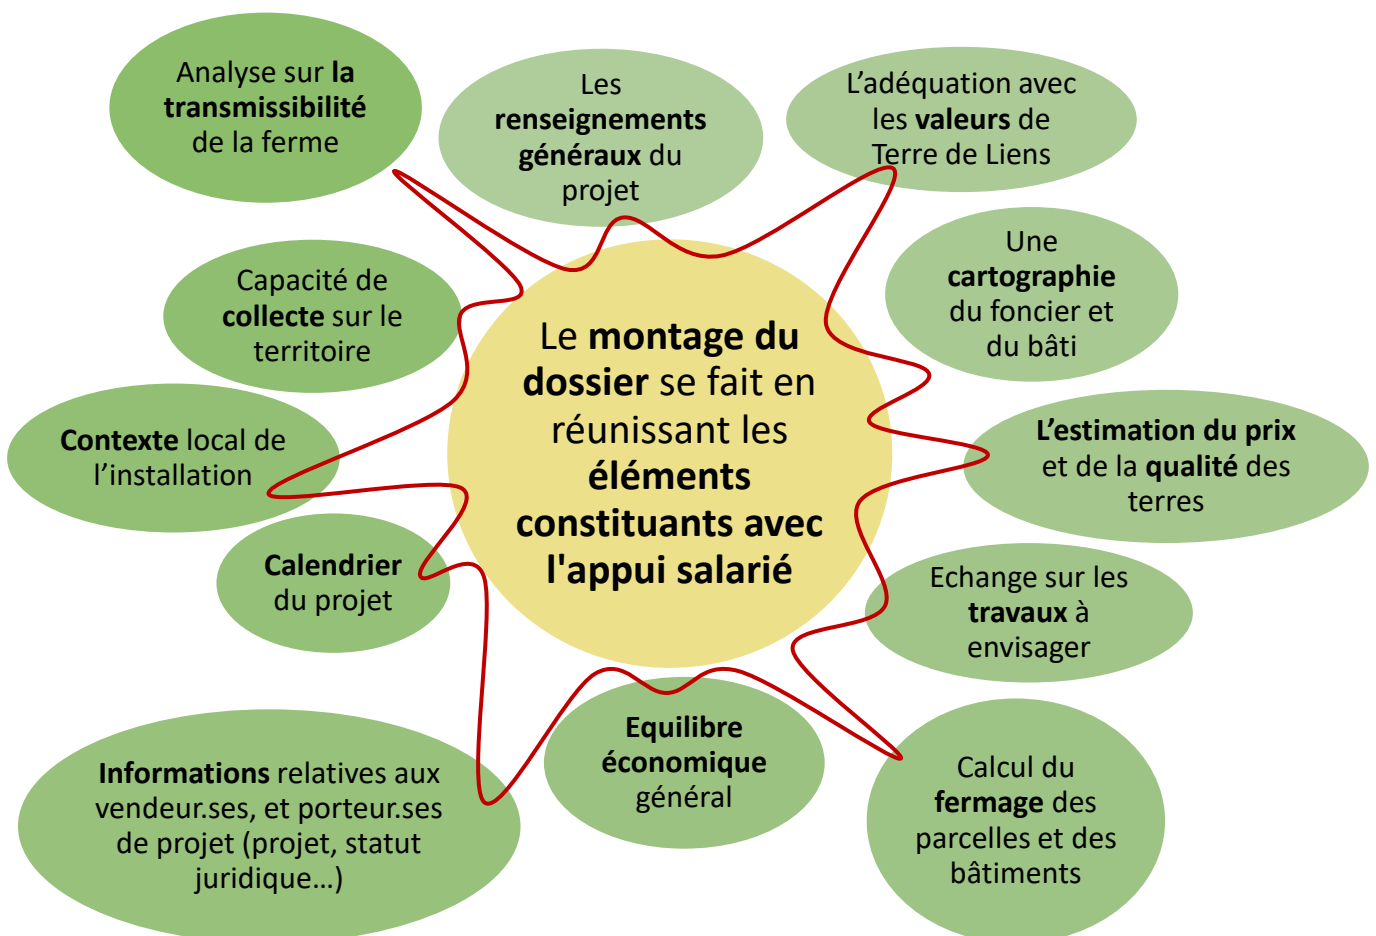 Analyse sur la
transmissibilité
de la ferme
Les
renseignements
généraux du
projet
L'adéquation avec
les valeurs de
Terre de Liens
Une
cartographie
du foncier et
du bâti
L'estimation du prix
et de la qualité des
terres
Echange sur les
travaux à
envisager
Calcul du
fermage des
parcelles et des
bâtiments
Equilibre
économique
général
Informations relatives aux
vendeur.ses, et porteur.ses
de projet (projet, statut
juridique…)
Calendrier
du projet
Contexte local de
l'installation
Capacité de
collecte sur le
territoire
Le montage du
dossier se fait en
réunissant les
éléments
constituants avec
l'appui salarié